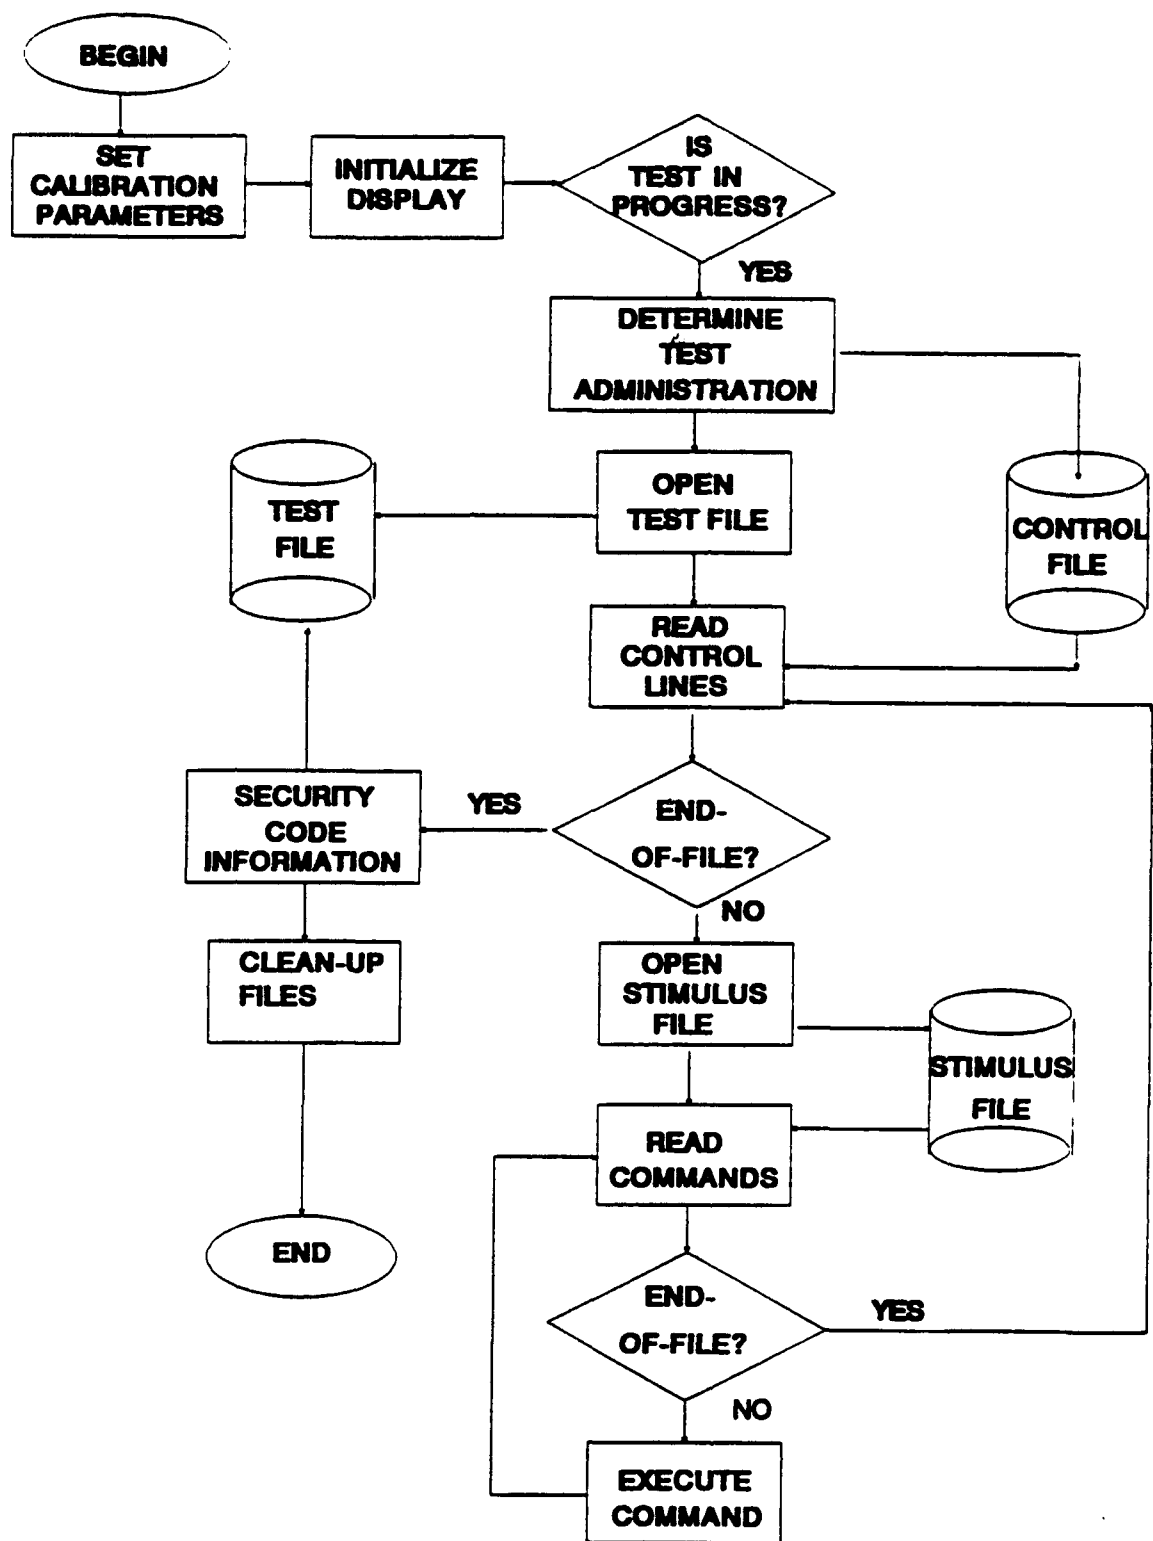 BEGIN
SET
CALIBRATION
PARAMETERS
INITIALIZE
DISPLAY
IS
TEST IN
PROGRESS?
YES
DETERMINE
TEST
ADMINISTRATION
OPEN
TEST FILE
TEST
FILE
CONTROL
FILE
READ
CONTROL
LINES
END-
OF-FILE?
YES
SECURITY
CODE
INFORMATION
NO
CLEAN-UP
FILES
OPEN
STIMULUS
FILE
STIMULUS
FILE
READ
COMMANDS
END
END-
OF-FILE?
YES
NO
EXECUTE
COMMAND